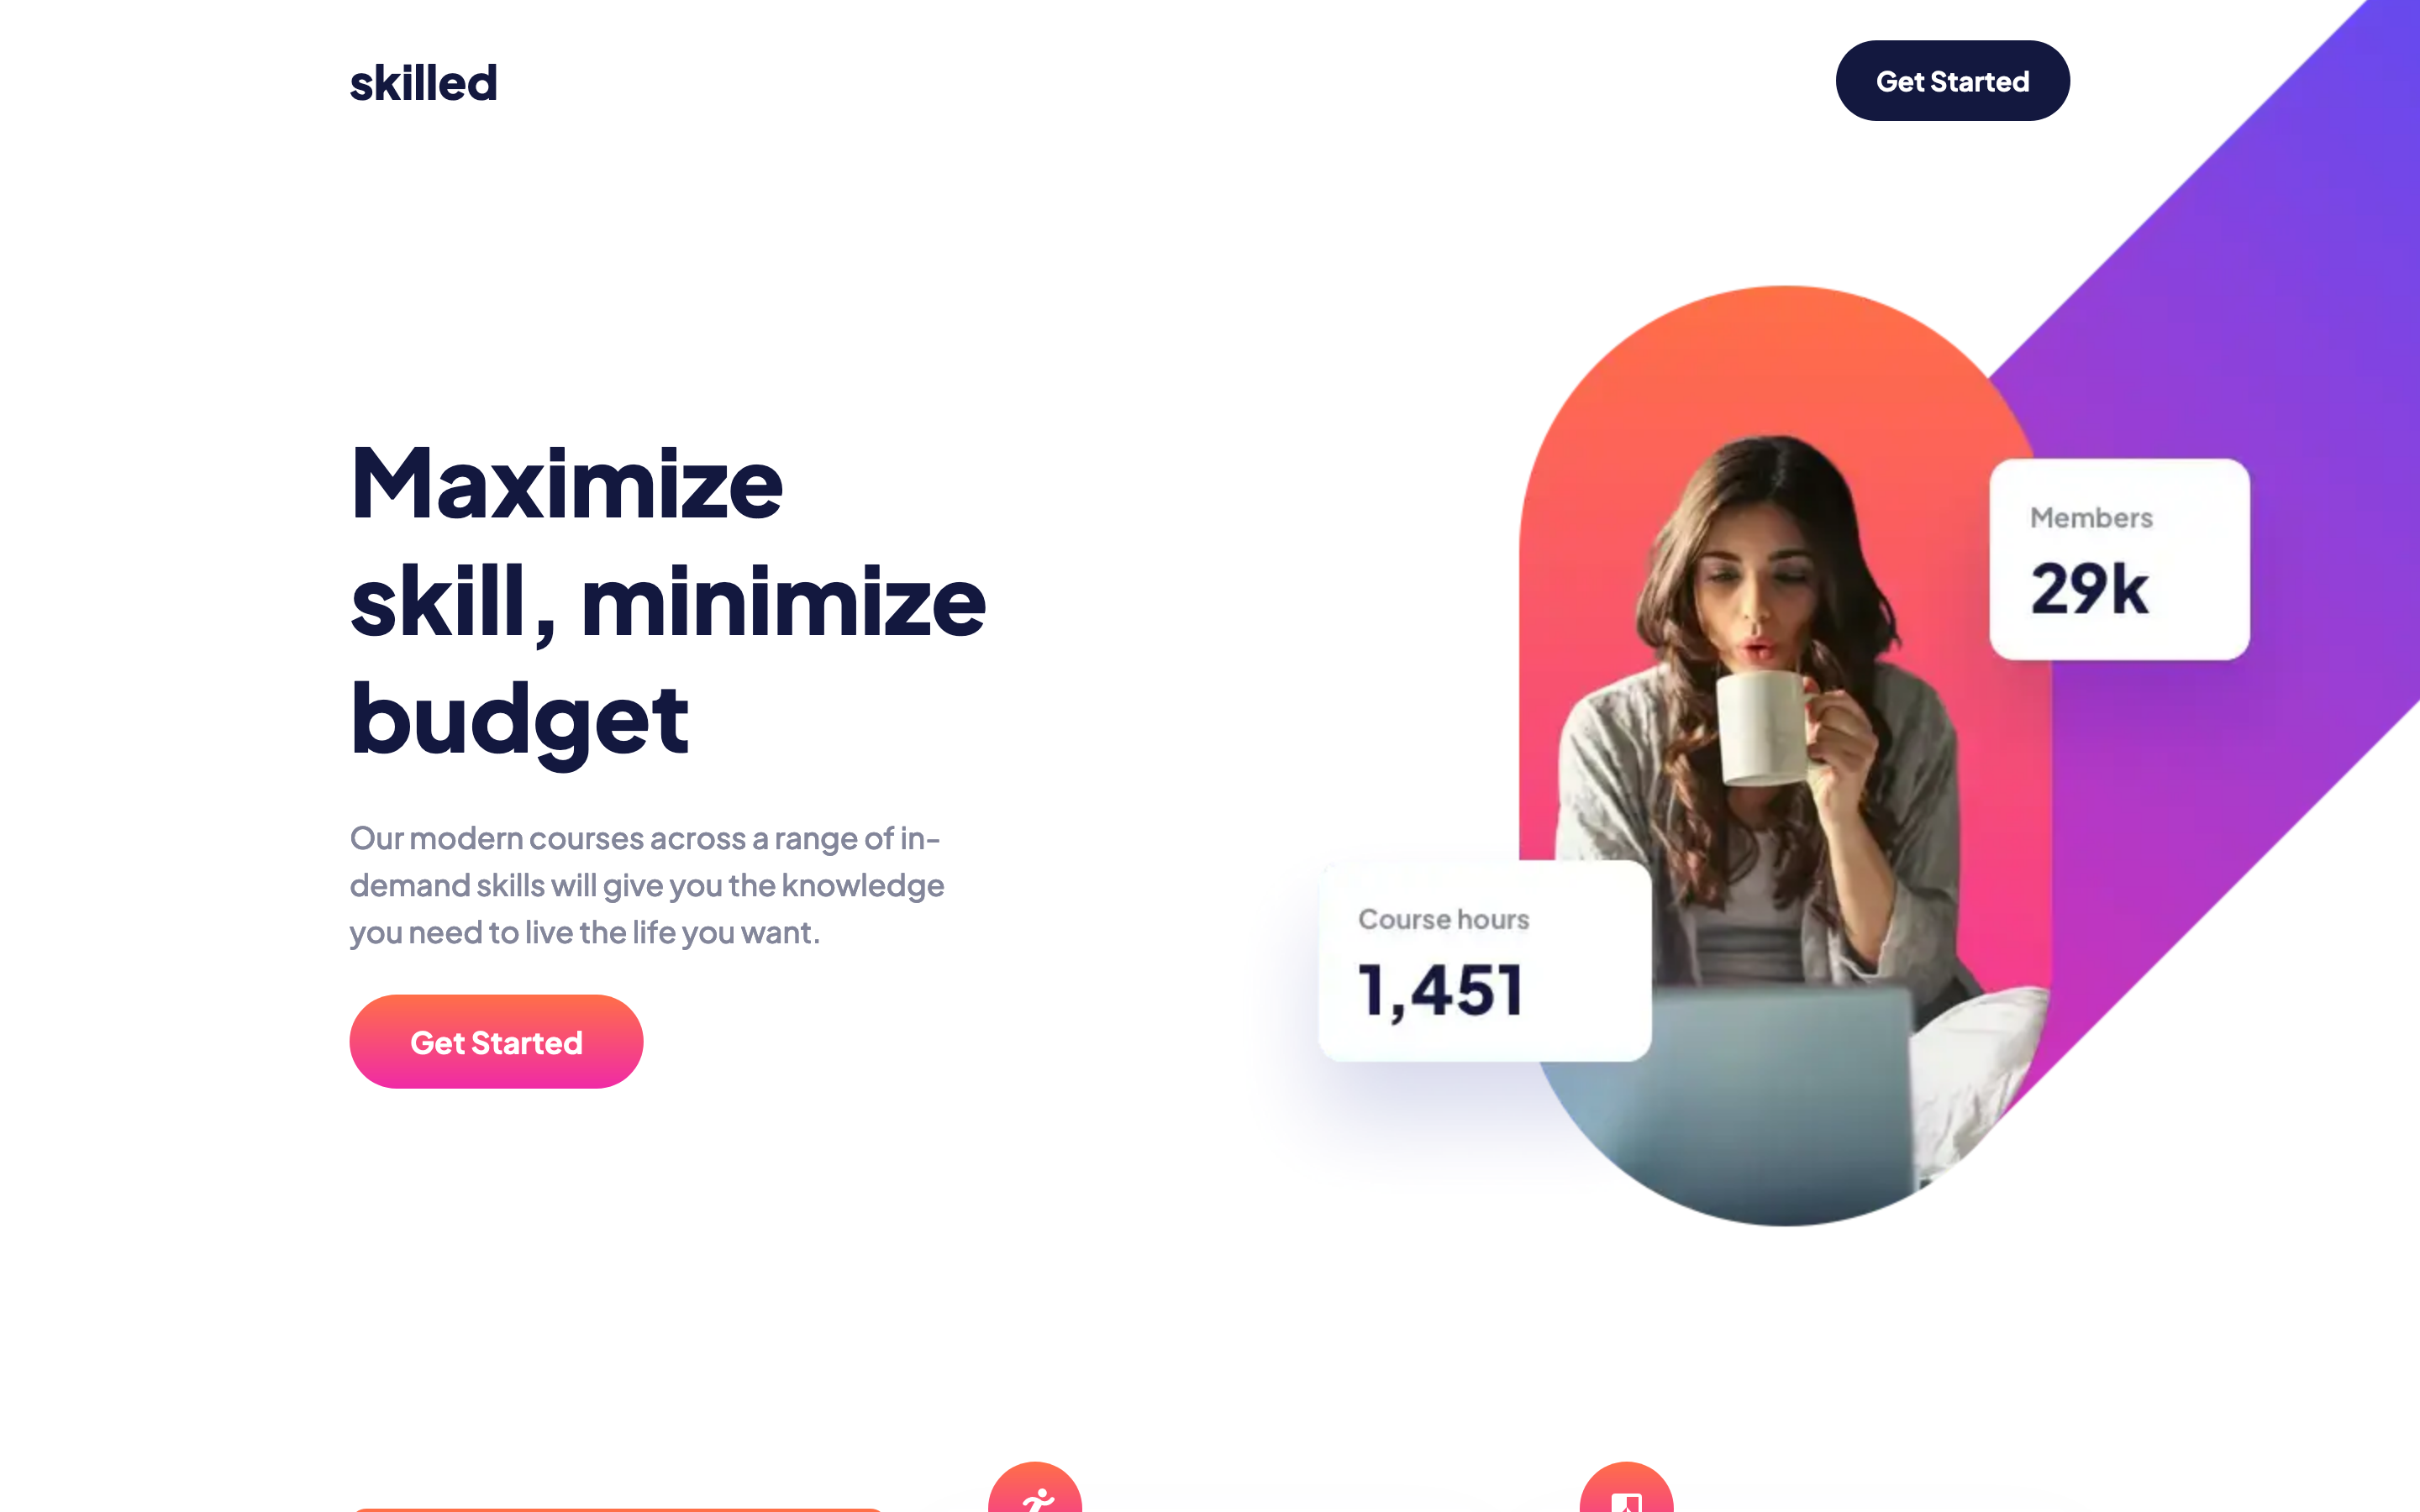 skilled
Get Started
Maximize
skill, minimize
budget
Our modern courses across a range of in-
demand skills will give you the knowledge
you need to live the life you want.
Get Started
Members
29k
Course hours
1,451